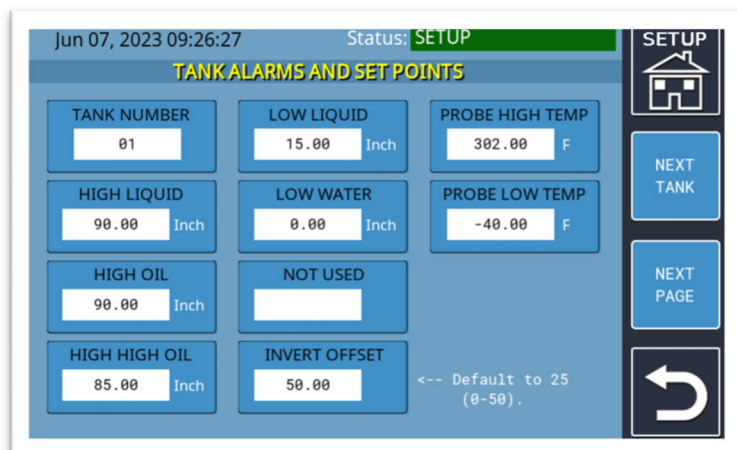 Jun 07, 2023 09:26:27 Status: SETUP
TANK ALARMS AND SET POINTS
TANK NUMBER
01
HIGH LIQUID
90.00 Inch
HIGH OIL
90.00 Inch
HIGH HIGH OIL
85.00 Inch
LOW LIQUID
15.00 Inch
LOW WATER
0.00 Inch
NOT USED
INVERT OFFSET
50.00
<-- Default to 25
(0-50).
PROBE HIGH TEMP
302.00 F
PROBE LOW TEMP
-40.00 F
SETUP
NEXT
TANK
NEXT
PAGE